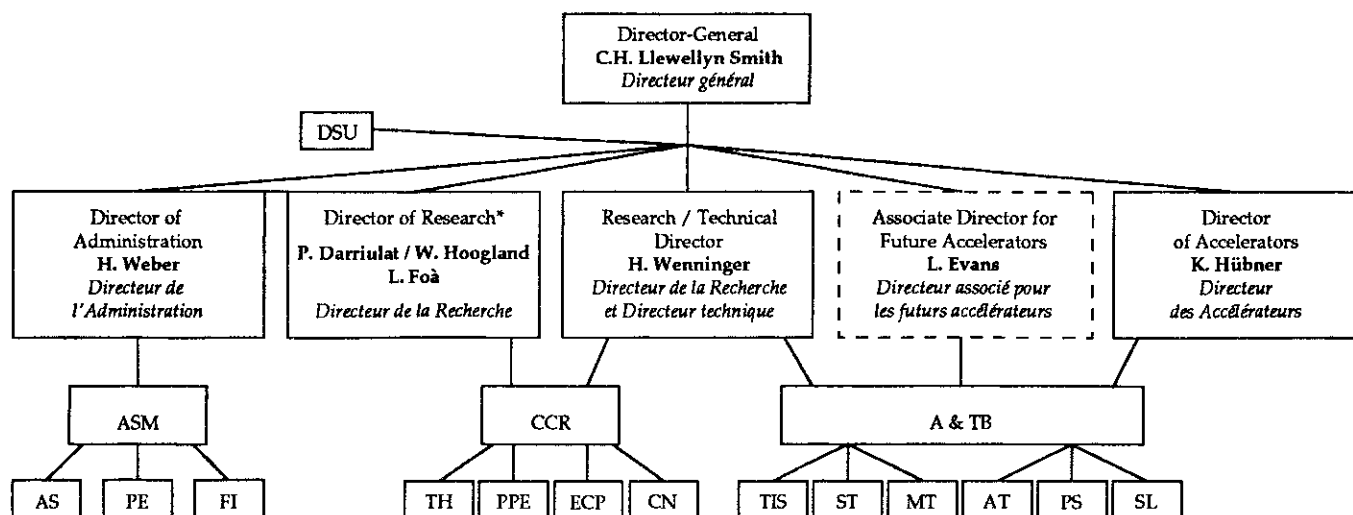 Director-General
C.H. Llewellyn Smith
Directeur général
DSU
Director of
Administration
H. Weber
Directeur de
l'Administration
Director of Research*
P. Darriulat / W. Hoogland
L. Foà
Directeur de la Recherche
Research / Technical
Director
H. Wenninger
Directeur de la Recherche
et Directeur technique
Associate Director for
Future Accelerators
L. Evans
Directeur associé pour
les futurs accélérateurs
Director
of Accelerators
K. Hübner
Directeur
des Accélérateurs
ASM
CCR
A & TB
AS
PE
FI
TH
PPE
ECP
CN
TIS
ST
MT
AT
PS
SL